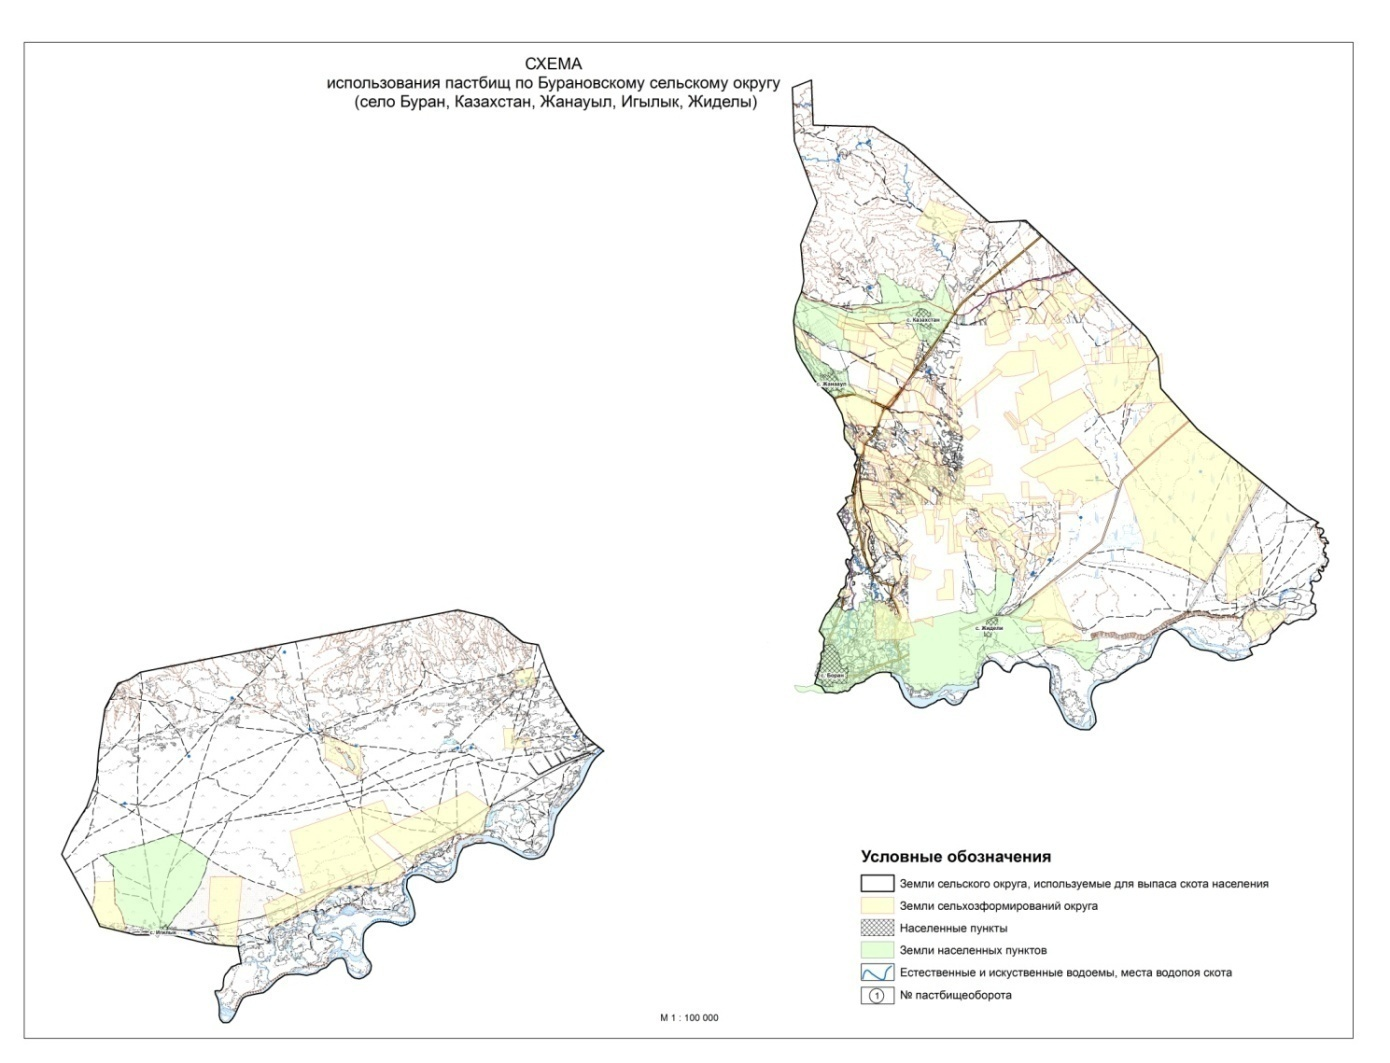 СХЕМА
использования пастбищ по Бурановскому сельскому округу
(село Буран, Казахстан, Жанауыл, Игылык, Жиделы)
с. Казахстан
с. Жанаул
с. Жидели
с. Буран
с. Игилик
Условные обозначения
Земли сельского округа, используемые для выпаса скота населения
Земли сельхозформирований округа
Населенные пункты
Земли населенных пунктов
Естественные и искуственные водоемы, места водопоя скота
1 № пастбищеоборота
М 1 : 100 000